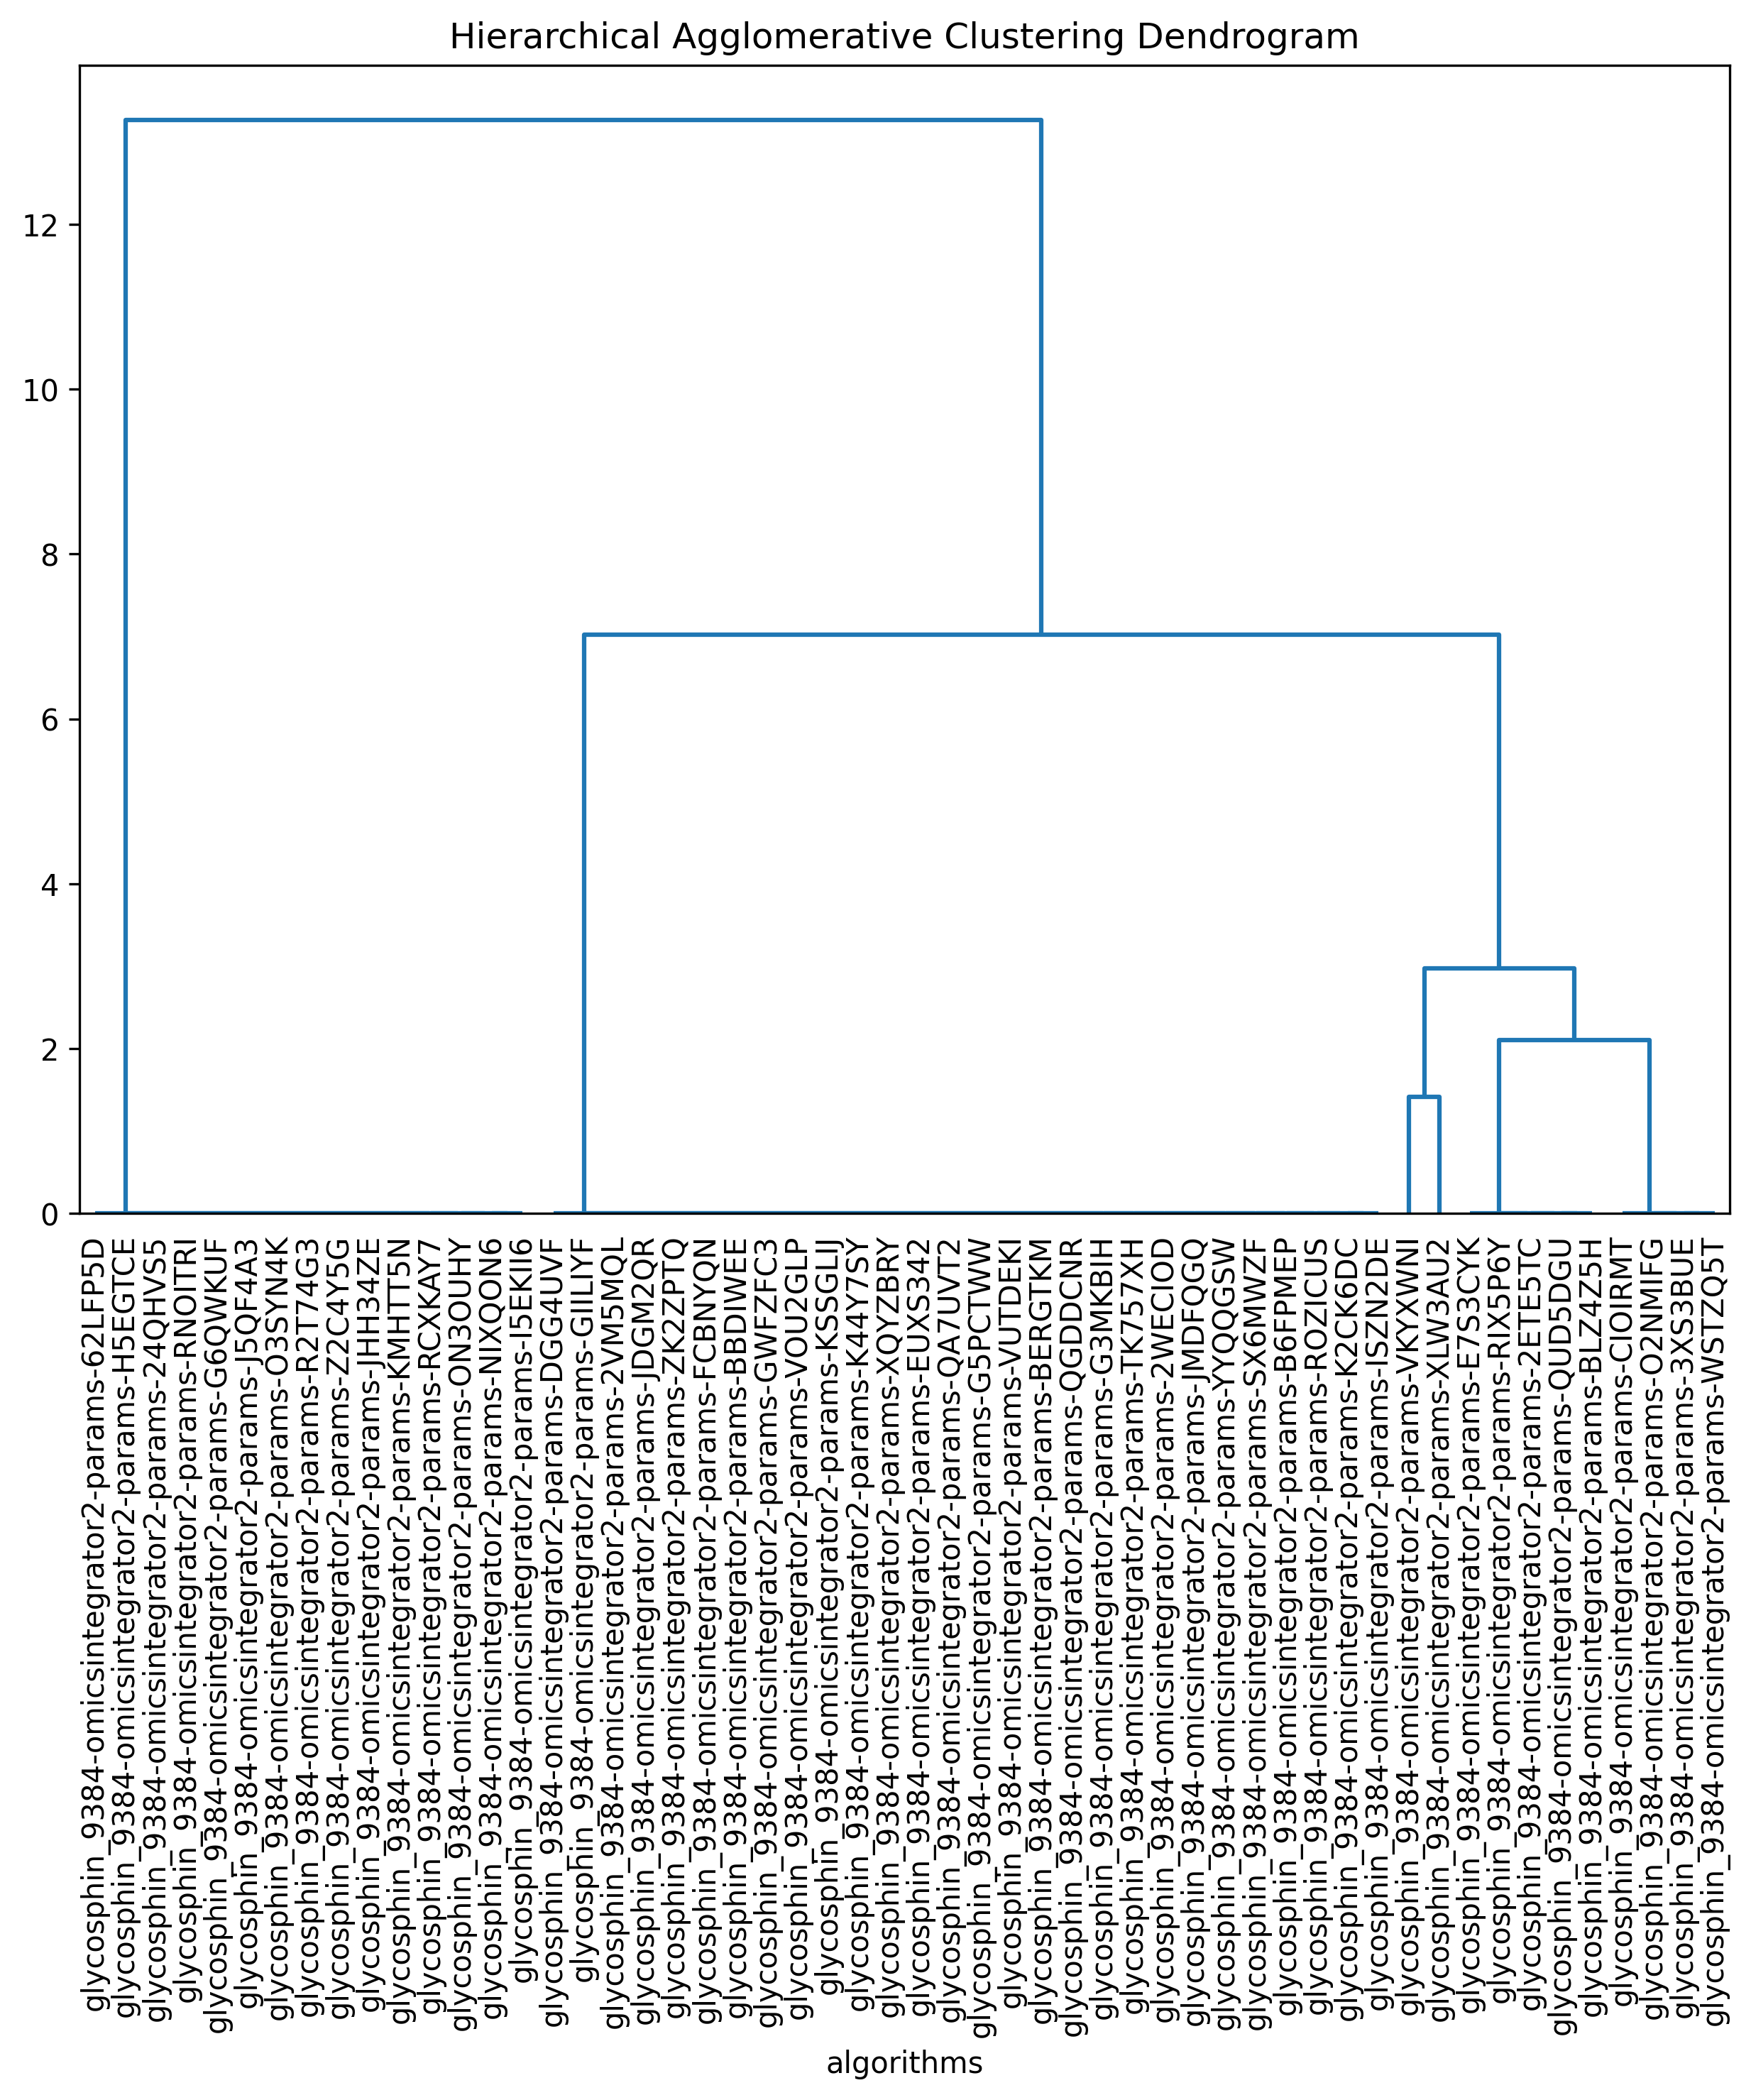 Hierarchical Agglomerative Clustering Dendrogram
12
10
8
6
4
2
0
glycosphin_9384-omicsintegrator2-params-62LFP5D
glycosphin_9384-omicsintegrator2-params-H5EGTCE
glycosphin_9384-omicsintegrator2-params-24QHVS5
glycosphin_9384-omicsintegrator2-params-RNOITRI
glycosphin_9384-omicsintegrator2-params-G6QWKUF
glycosphin_9384-omicsintegrator2-params-J5QF4A3
glycosphin_9384-omicsintegrator2-params-O3SYN4K
glycosphin_9384-omicsintegrator2-params-R2T74G3
glycosphin_9384-omicsintegrator2-params-Z2C4Y5G
glycosphin_9384-omicsintegrator2-params-JHH34ZE
glycosphin_9384-omicsintegrator2-params-KMHTT5N
glycosphin_9384-omicsintegrator2-params-RCXKAY7
glycosphin_9384-omicsintegrator2-params-ON3OUHY
glycosphin_9384-omicsintegrator2-params-NIXQON6
glycosphin_9384-omicsintegrator2-params-I5EKII6
glycosphin_9384-omicsintegrator2-params-DGG4UVF
glycosphin_9384-omicsintegrator2-params-GIILIYF
glycosphin_9384-omicsintegrator2-params-2VM5MQL
glycosphin_9384-omicsintegrator2-params-JDGM2QR
glycosphin_9384-omicsintegrator2-params-ZK2ZPTQ
glycosphin_9384-omicsintegrator2-params-FCBNYQN
glycosphin_9384-omicsintegrator2-params-BBDIWEE
glycosphin_9384-omicsintegrator2-params-GWFZFC3
glycosphin_9384-omicsintegrator2-params-VOU2GLP
glycosphin_9384-omicsintegrator2-params-KSSGLIJ
glycosphin_9384-omicsintegrator2-params-K44Y7SY
glycosphin_9384-omicsintegrator2-params-XQYZBRY
glycosphin_9384-omicsintegrator2-params-EUXS342
glycosphin_9384-omicsintegrator2-params-QA7UVT2
glycosphin_9384-omicsintegrator2-params-G5PCTWW
glycosphin_9384-omicsintegrator2-params-VUTDEKI
glycosphin_9384-omicsintegrator2-params-BERGTKM
glycosphin_9384-omicsintegrator2-params-QGDDCNR
glycosphin_9384-omicsintegrator2-params-G3MKBIH
glycosphin_9384-omicsintegrator2-params-TK757XH
glycosphin_9384-omicsintegrator2-params-2WECIOD
glycosphin_9384-omicsintegrator2-params-JMDFQGQ
glycosphin_9384-omicsintegrator2-params-YYQQGSW
glycosphin_9384-omicsintegrator2-params-SX6MWZF
glycosphin_9384-omicsintegrator2-params-B6FPMEP
glycosphin_9384-omicsintegrator2-params-ROZICUS
glycosphin_9384-omicsintegrator2-params-K2CK6DC
glycosphin_9384-omicsintegrator2-params-ISZN2DE
glycosphin_9384-omicsintegrator2-params-VKYXWNI
glycosphin_9384-omicsintegrator2-params-XLW3AU2
glycosphin_9384-omicsintegrator2-params-E7S3CYK
glycosphin_9384-omicsintegrator2-params-RIX5P6Y
glycosphin_9384-omicsintegrator2-params-2ETE5TC
glycosphin_9384-omicsintegrator2-params-QUD5DGU
glycosphin_9384-omicsintegrator2-params-BLZ4Z5H
glycosphin_9384-omicsintegrator2-params-CIOIRMT
glycosphin_9384-omicsintegrator2-params-O2NMIFG
glycosphin_9384-omicsintegrator2-params-3XS3BUE
glycosphin_9384-omicsintegrator2-params-WSTZQ5T
algorithms